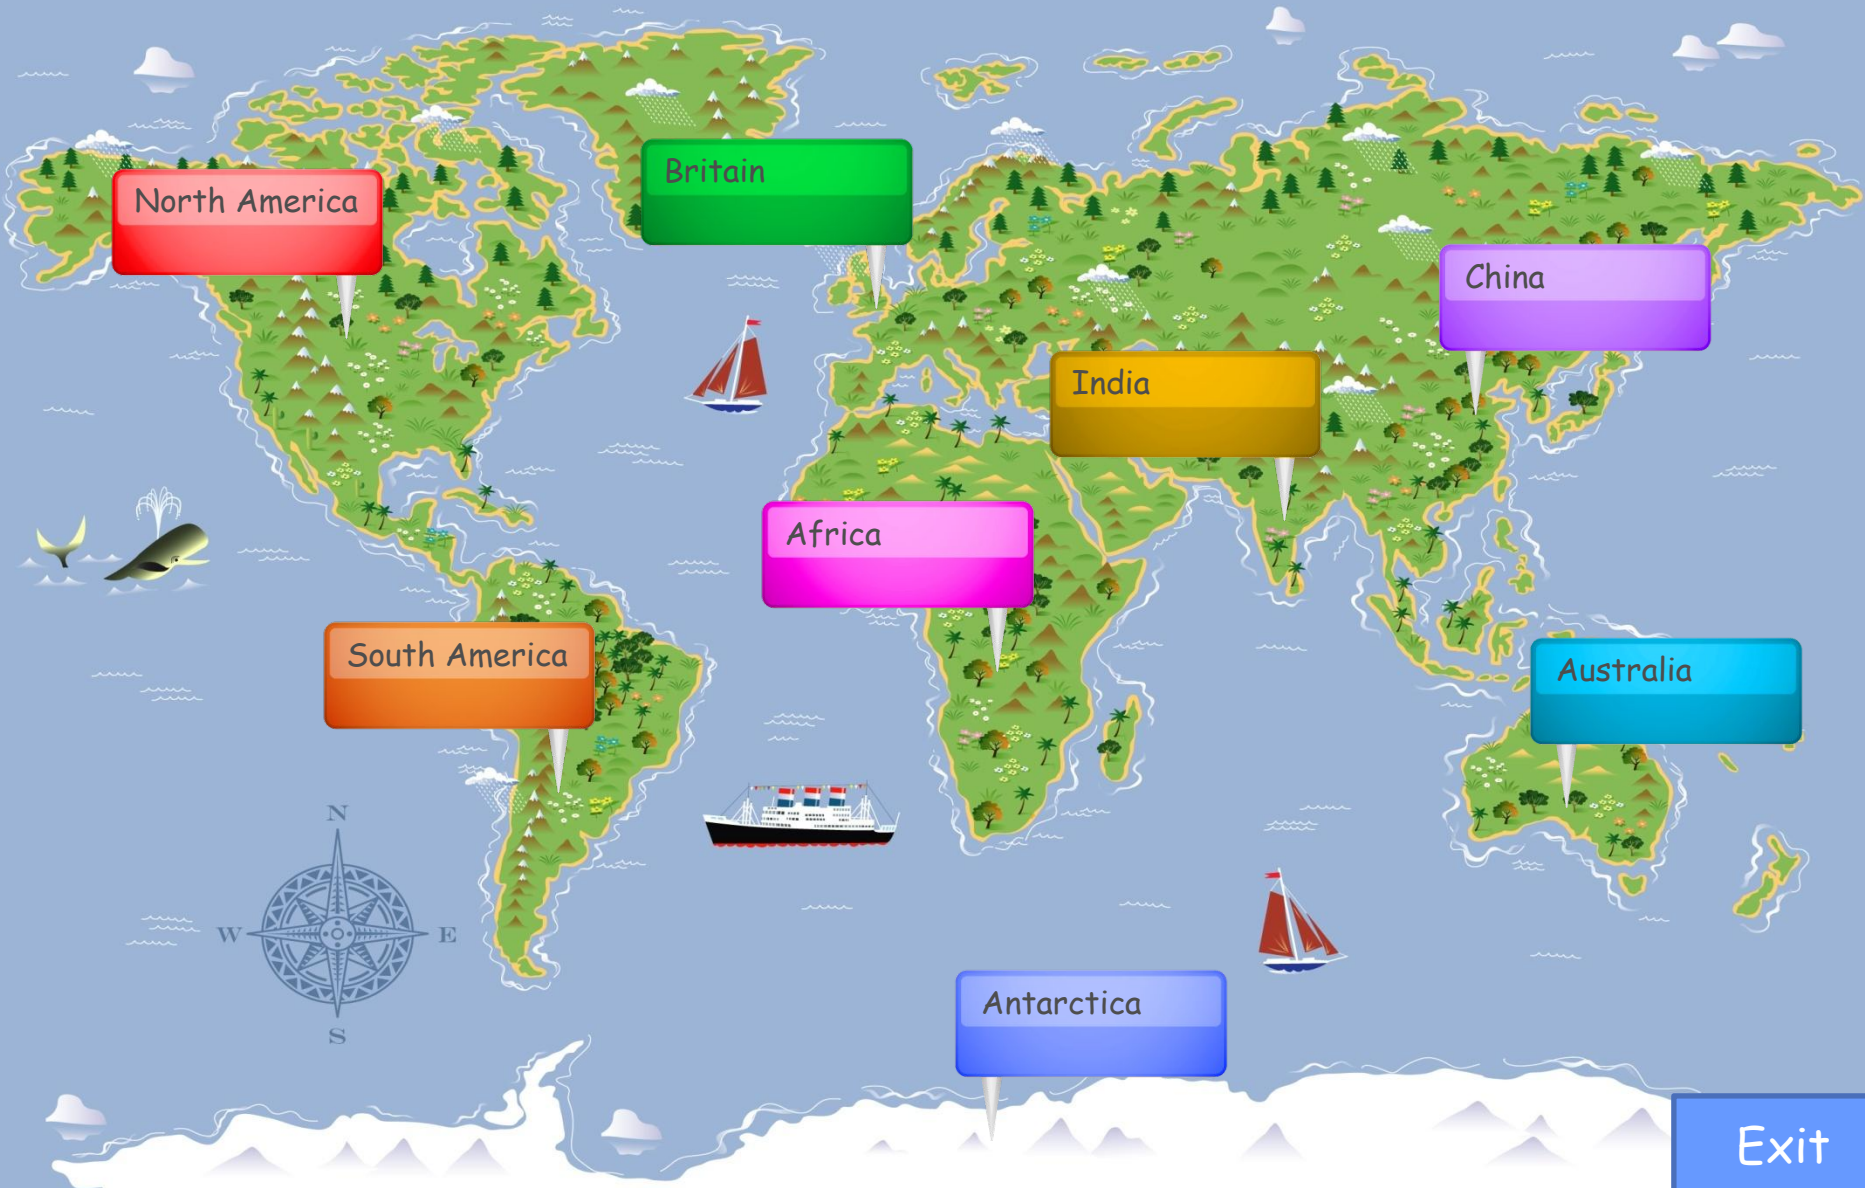 Britain
North America
China
India
Africa
South America
Australia
N
W
E
S
Antarctica
Exit